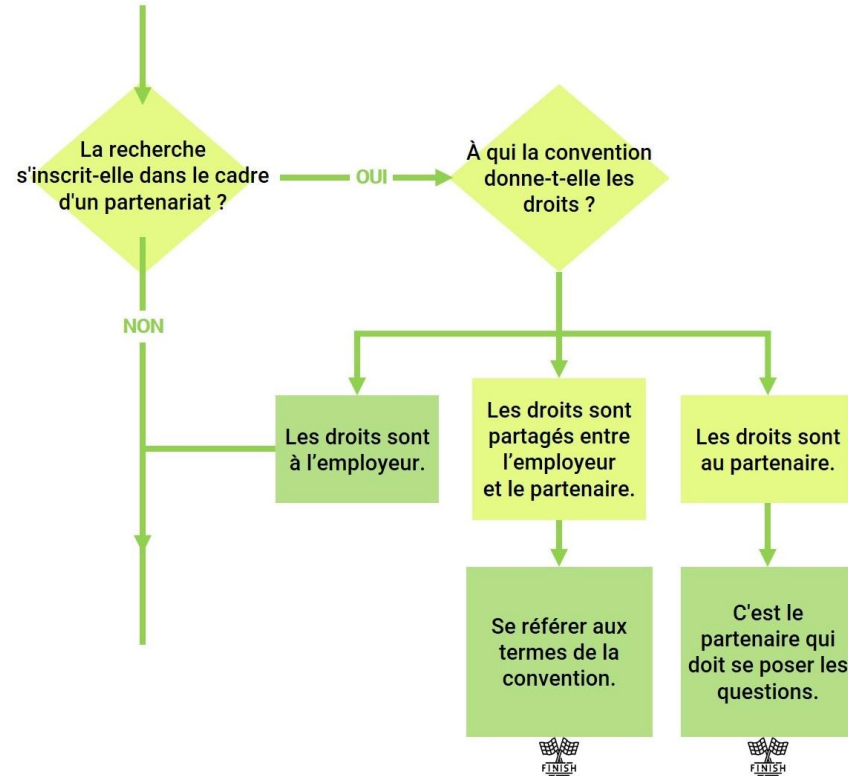 La recherche
s'inscrit-elle dans le cadre
d'un partenariat ?
OUI
À qui la convention
donne-t-elle les
droits ?
NON
Les droits sont
à l’employeur.
Les droits sont
partagés entre
l’employeur
et le partenaire.
Les droits sont
au partenaire.
Se référer aux
termes de la
convention.
C'est le
partenaire qui
doit se poser les
questions.
FINISH
FINISH